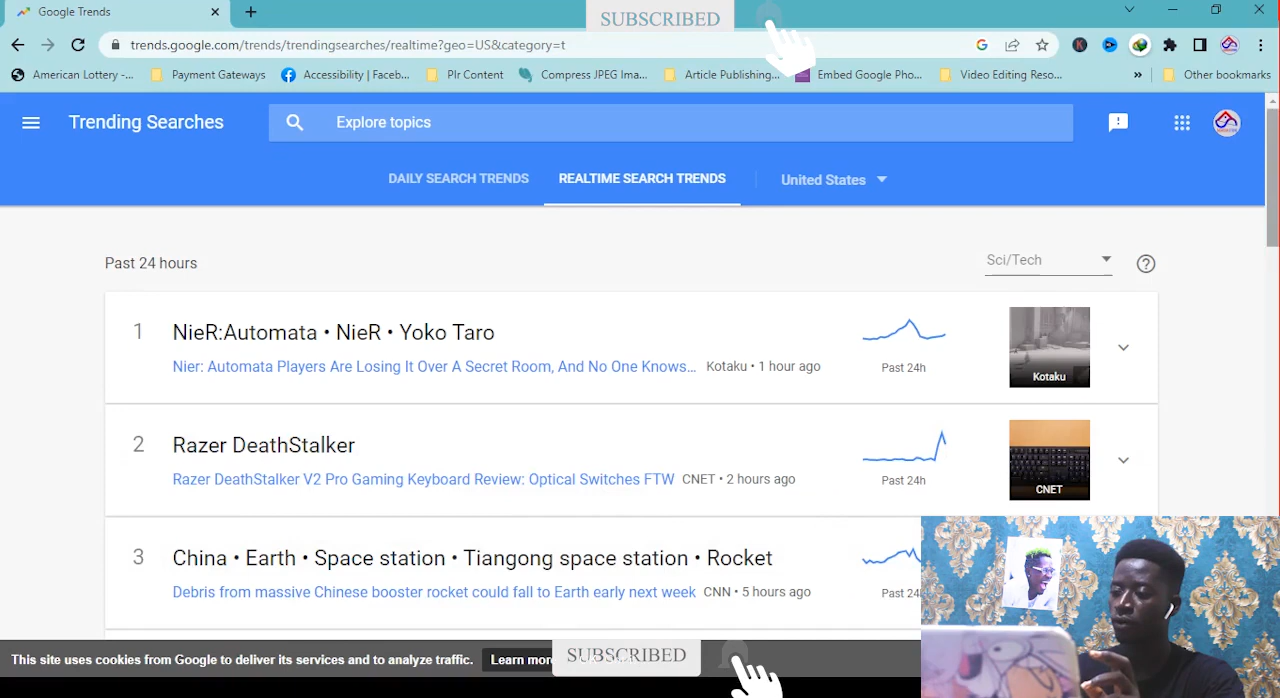 Google Trends
SUBSCRIBED
trends.google.com/trends/trendingsearches/realtime?geo=US&category=t
American Lottery -... Payment Gateways Accessibility | Faceb... Plr Content Compress JPEG Ima... Article Publishing... Embed Google Pho... Video Editing Reso... » Other bookmarks
Trending Searches
Explore topics
DAILY SEARCH TRENDS REALTIME SEARCH TRENDS United States
Past 24 hours
Sci/Tech
1 NieR:Automata • NieR • Yoko Taro
Nier: Automata Players Are Losing It Over A Secret Room, And No One Knows... Kotaku • 1 hour ago
Past 24h
Kotaku
2 Razer DeathStalker
Razer DeathStalker V2 Pro Gaming Keyboard Review: Optical Switches FTW CNET • 2 hours ago
Past 24h
CNET
3 China • Earth • Space station • Tiangong space station • Rocket
Debris from massive Chinese booster rocket could fall to Earth early next week CNN • 5 hours ago
Past 24
This site uses cookies from Google to deliver its services and to analyze traffic. Learn more
SUBSCRIBED